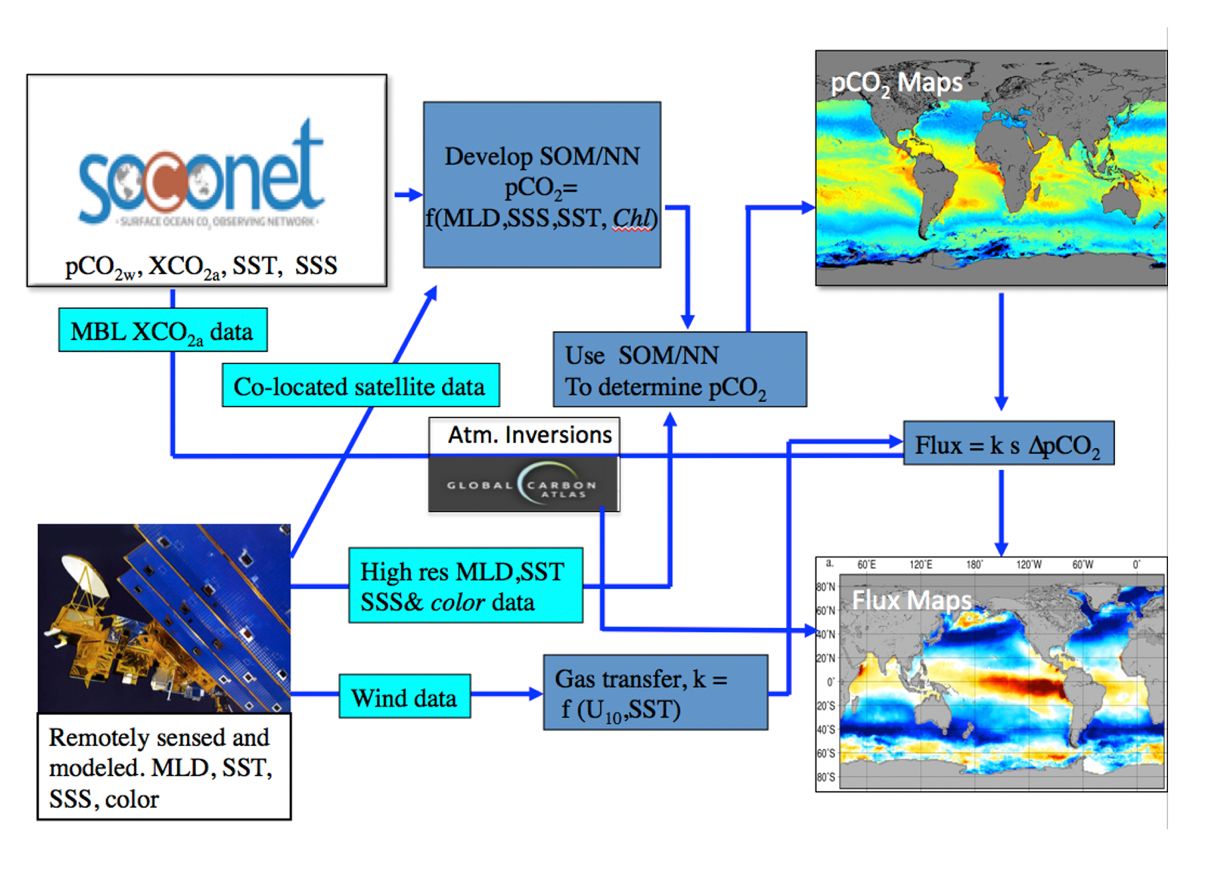 soconet
· SURFACE OCEAN CO₂ OBSERVING NETWORK ·
pCO₂w, XCO₂a, SST, SSS
Develop SOM/NN
pCO₂=
f(MLD,SSS,SST, Chl)
pCO₂ Maps
MBL XCO₂a data
Co-located satellite data
Use SOM/NN
To determine pCO₂
Atm. Inversions
GLOBAL CARBON
ATLAS
Flux = k s ΔpCO₂
High res MLD,SST
SSS& color data
Wind data
Gas transfer, k =
f (U₁₀,SST)
Remotely sensed and
modeled. MLD, SST,
SSS, color
a.
60˚E 120˚E 180˚ 120˚W 60˚W 0˚
Flux Maps
80˚N
60˚N
40˚N
20˚N
0˚
20˚S
40˚S
60˚S
80˚S